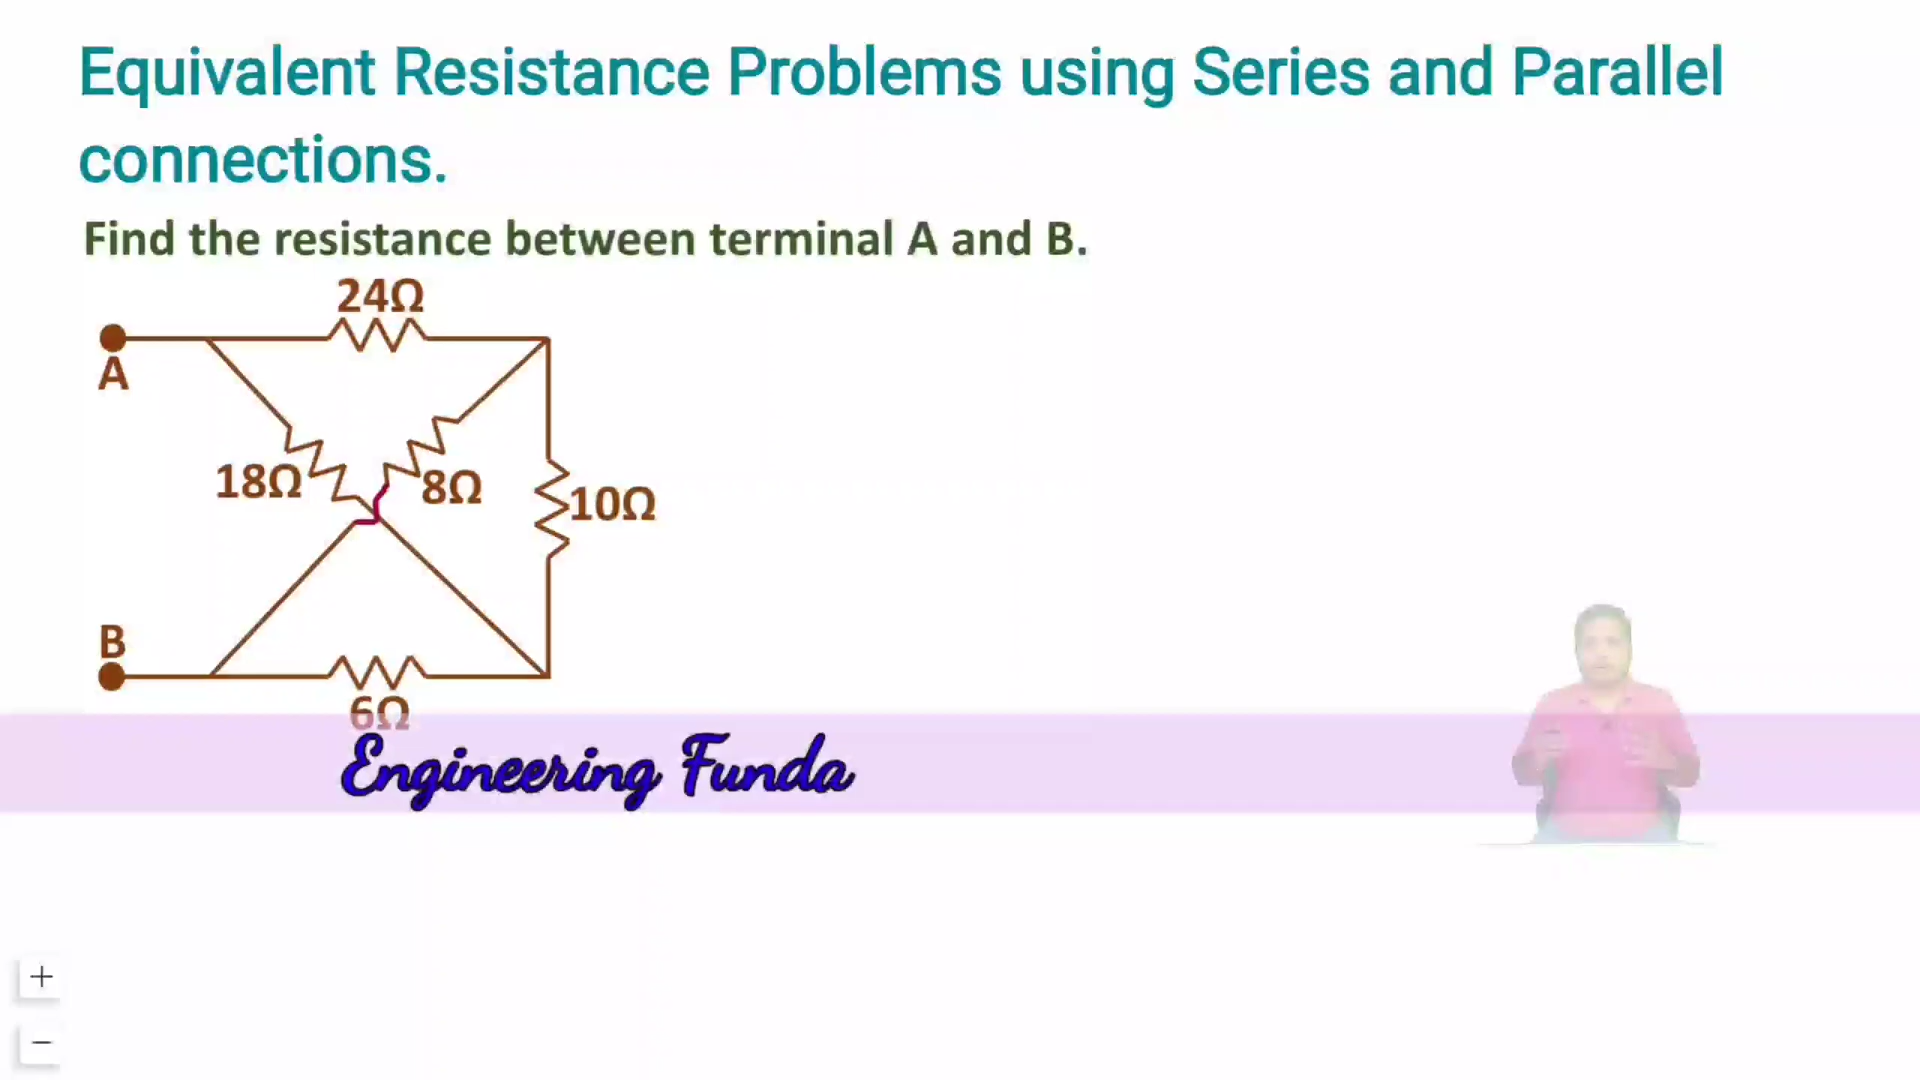 Equivalent Resistance Problems using Series and Parallel
connections.
Find the resistance between terminal A and B.
24Ω
A
18Ω
8Ω
10Ω
B
6Ω
Engineering Funda
+
−